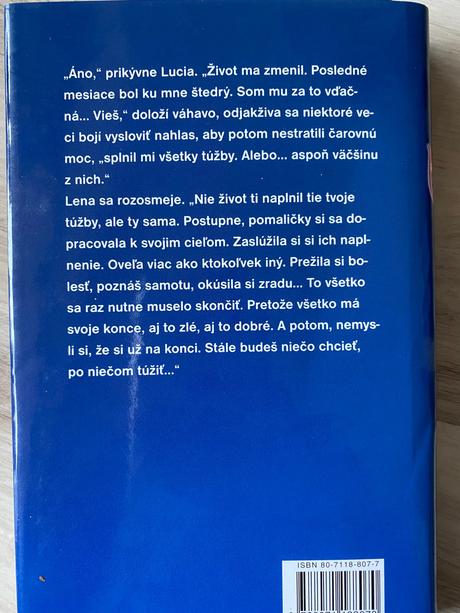 „Áno,“ prikývne Lucia. „Život ma zmenil. Posledné
mesiace bol ku mne štedrý. Som mu za to vďač-
ná... Vieš,“ doloží váhavo, odjakživa sa niektoré ve-
ci bojí vysloviť nahlas, aby potom nestratili čarovnú
moc, „splnil mi všetky túžby. Alebo... aspoň väčšinu
z nich.“
Lena sa rozosmeje. „Nie život ti naplnil tie tvoje
túžby, ale ty sama. Postupne, pomaličky si sa do-
pracovala k svojim cieľom. Zaslúžila si si ich napl-
nenie. Oveľa viac ako ktokoľvek iný. Prežila si bo-
lesť, poznáš samotu, okúsila si zradu... To všetko
sa raz nutne muselo skončiť. Pretože všetko má
svoje konce, aj to zlé, aj to dobré. A potom, nemys-
li si, že si už na konci. Stále budeš niečo chcieť,
po niečom túžiť...“
ISBN 80-7118-807-7